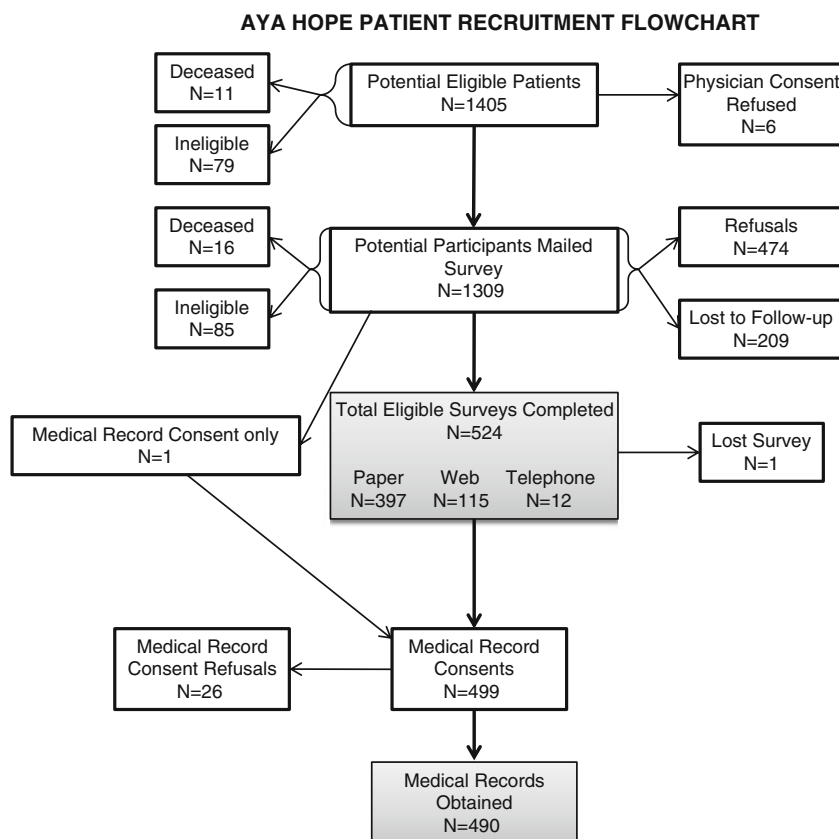 AYA HOPE PATIENT RECRUITMENT FLOWCHART
Deceased
N=11
Potential Eligible Patients
N=1405
Physician Consent
Refused
N=6
Ineligible
N=79
Deceased
N=16
Potential Participants Mailed
Survey
N=1309
Refusals
N=474
Ineligible
N=85
Lost to Follow-up
N=209
Total Eligible Surveys Completed
N=524
Medical Record Consent only
N=1
Lost Survey
N=1
Paper Web Telephone
N=397 N=115 N=12
Medical Record
Consent Refusals
N=26
Medical Record
Consents
N=499
Medical Records
Obtained
N=490